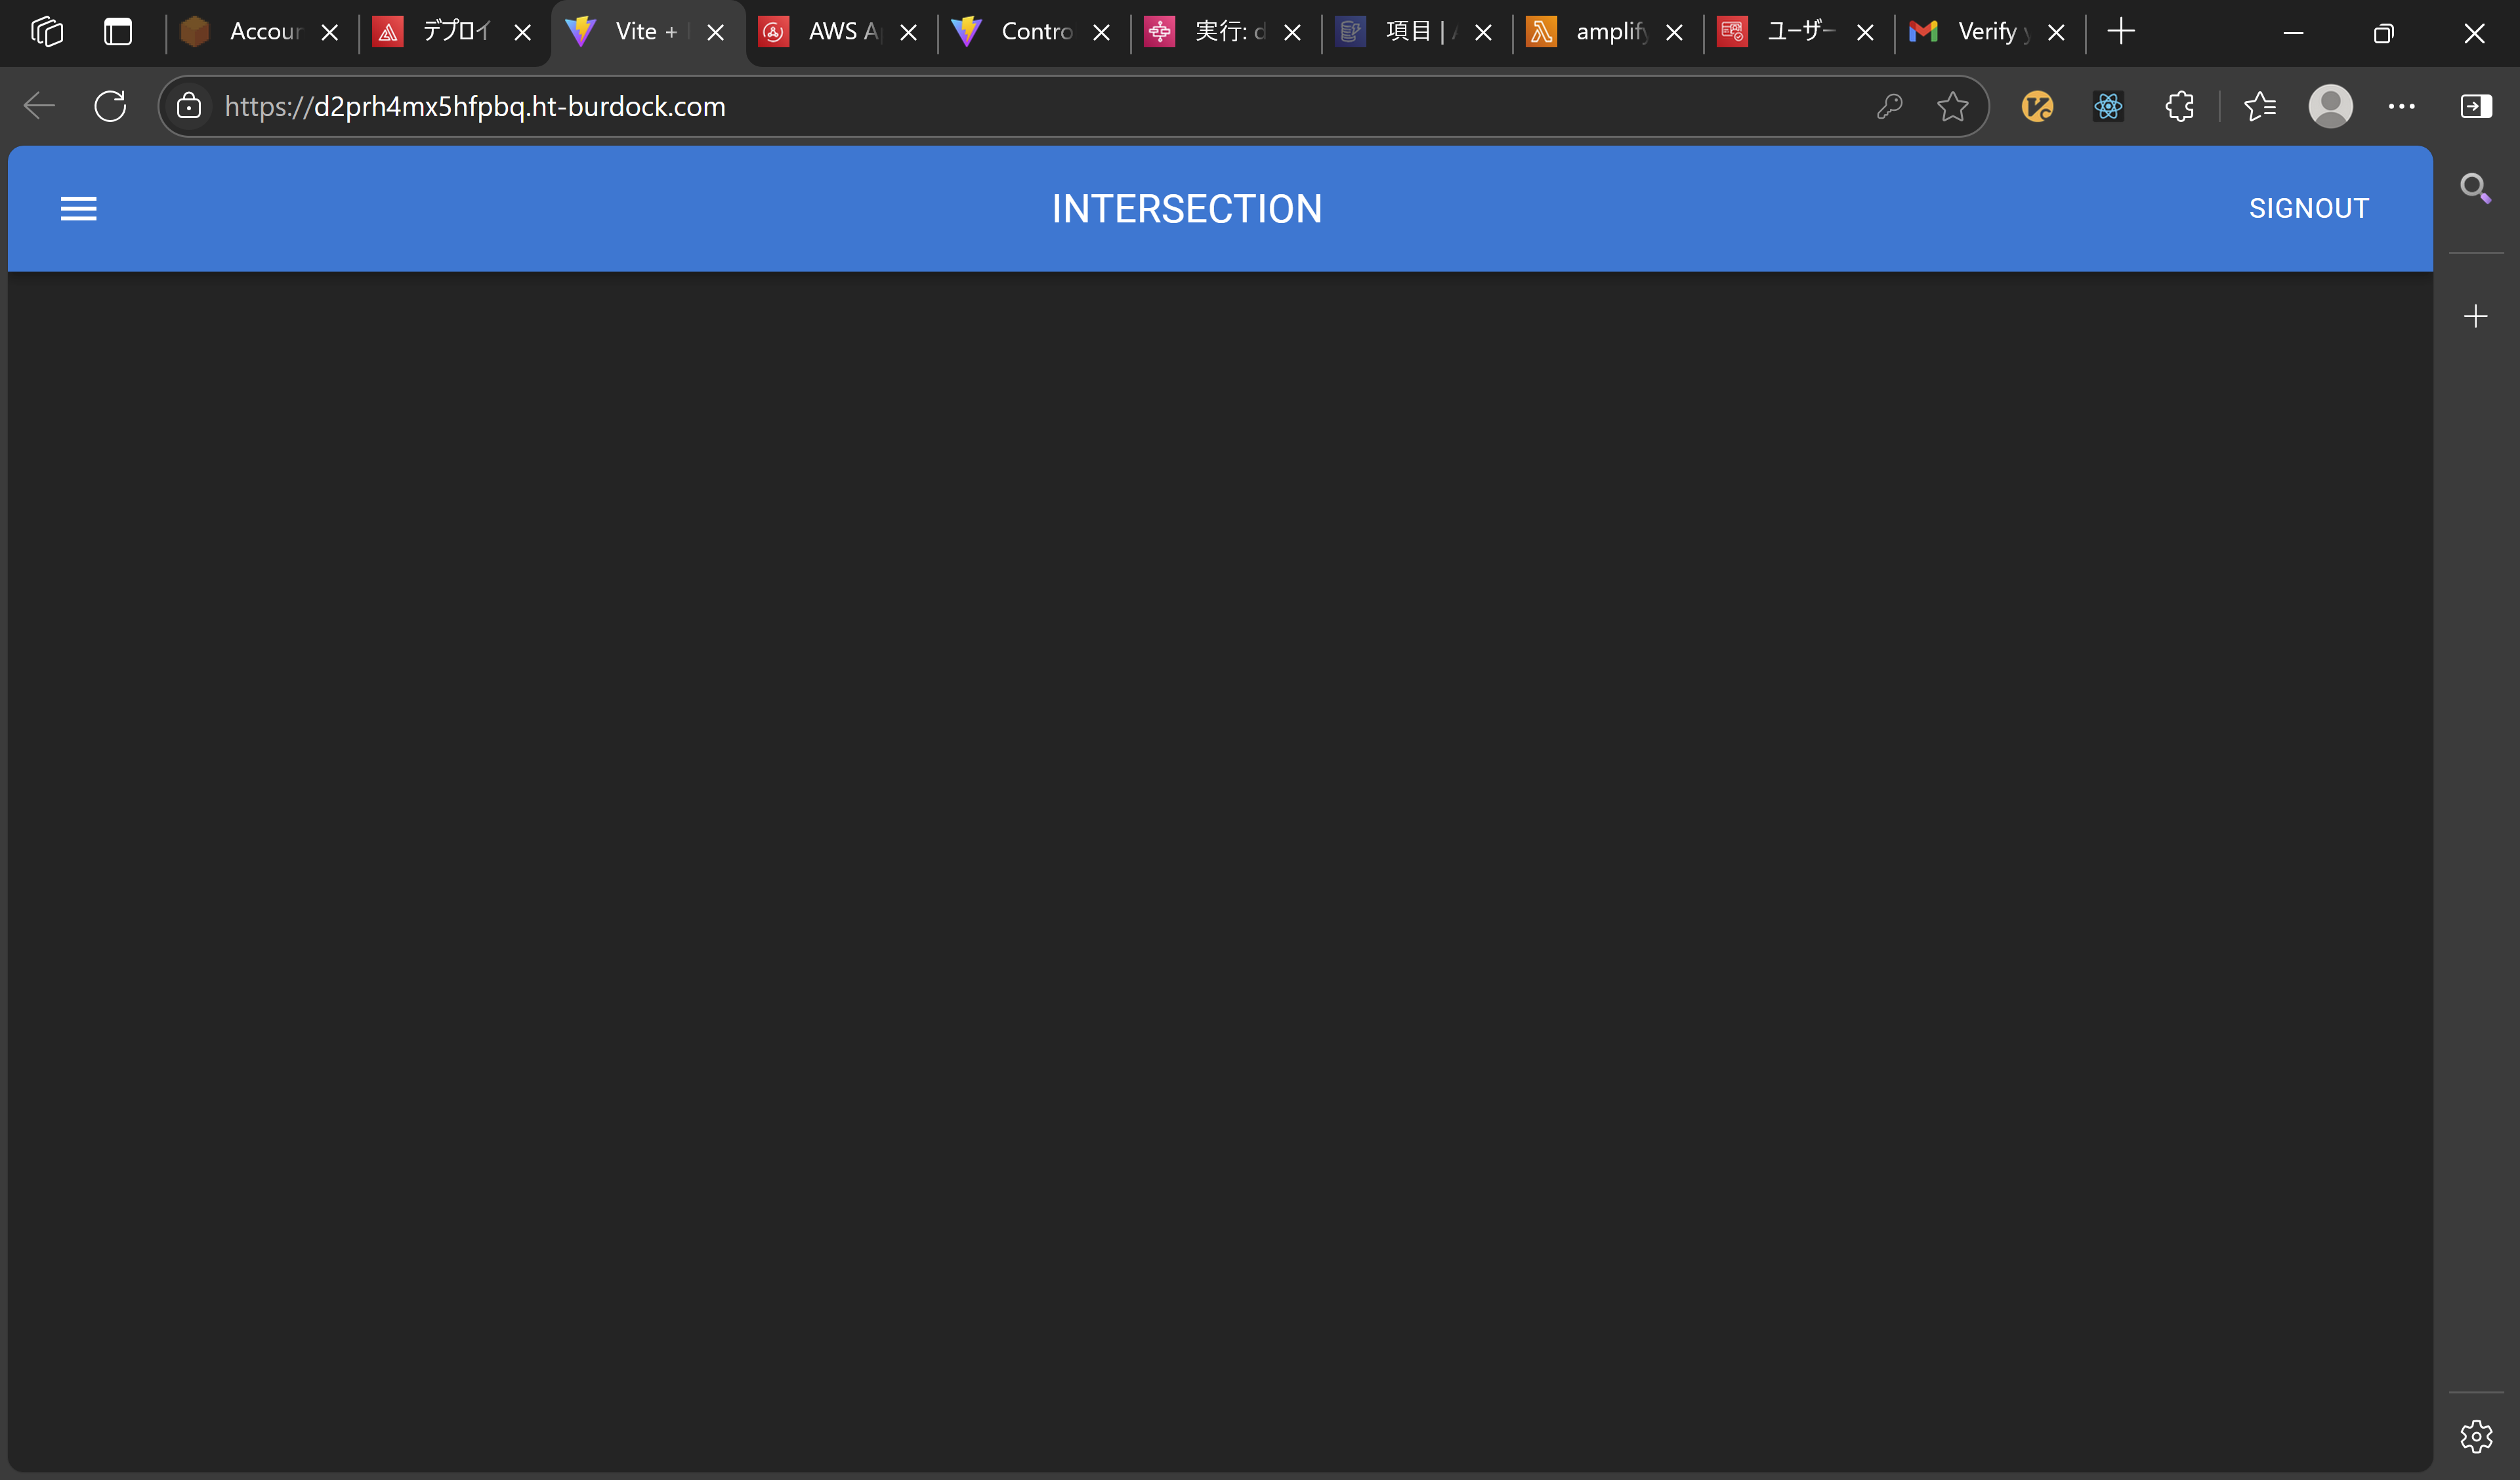 Accour デプロイ Vite + AWS A Contro 実行: d 項目 | amplify ユーザー Verify y
https://d2prh4mx5hfpbq.ht-burdock.com
INTERSECTION SIGNOUT